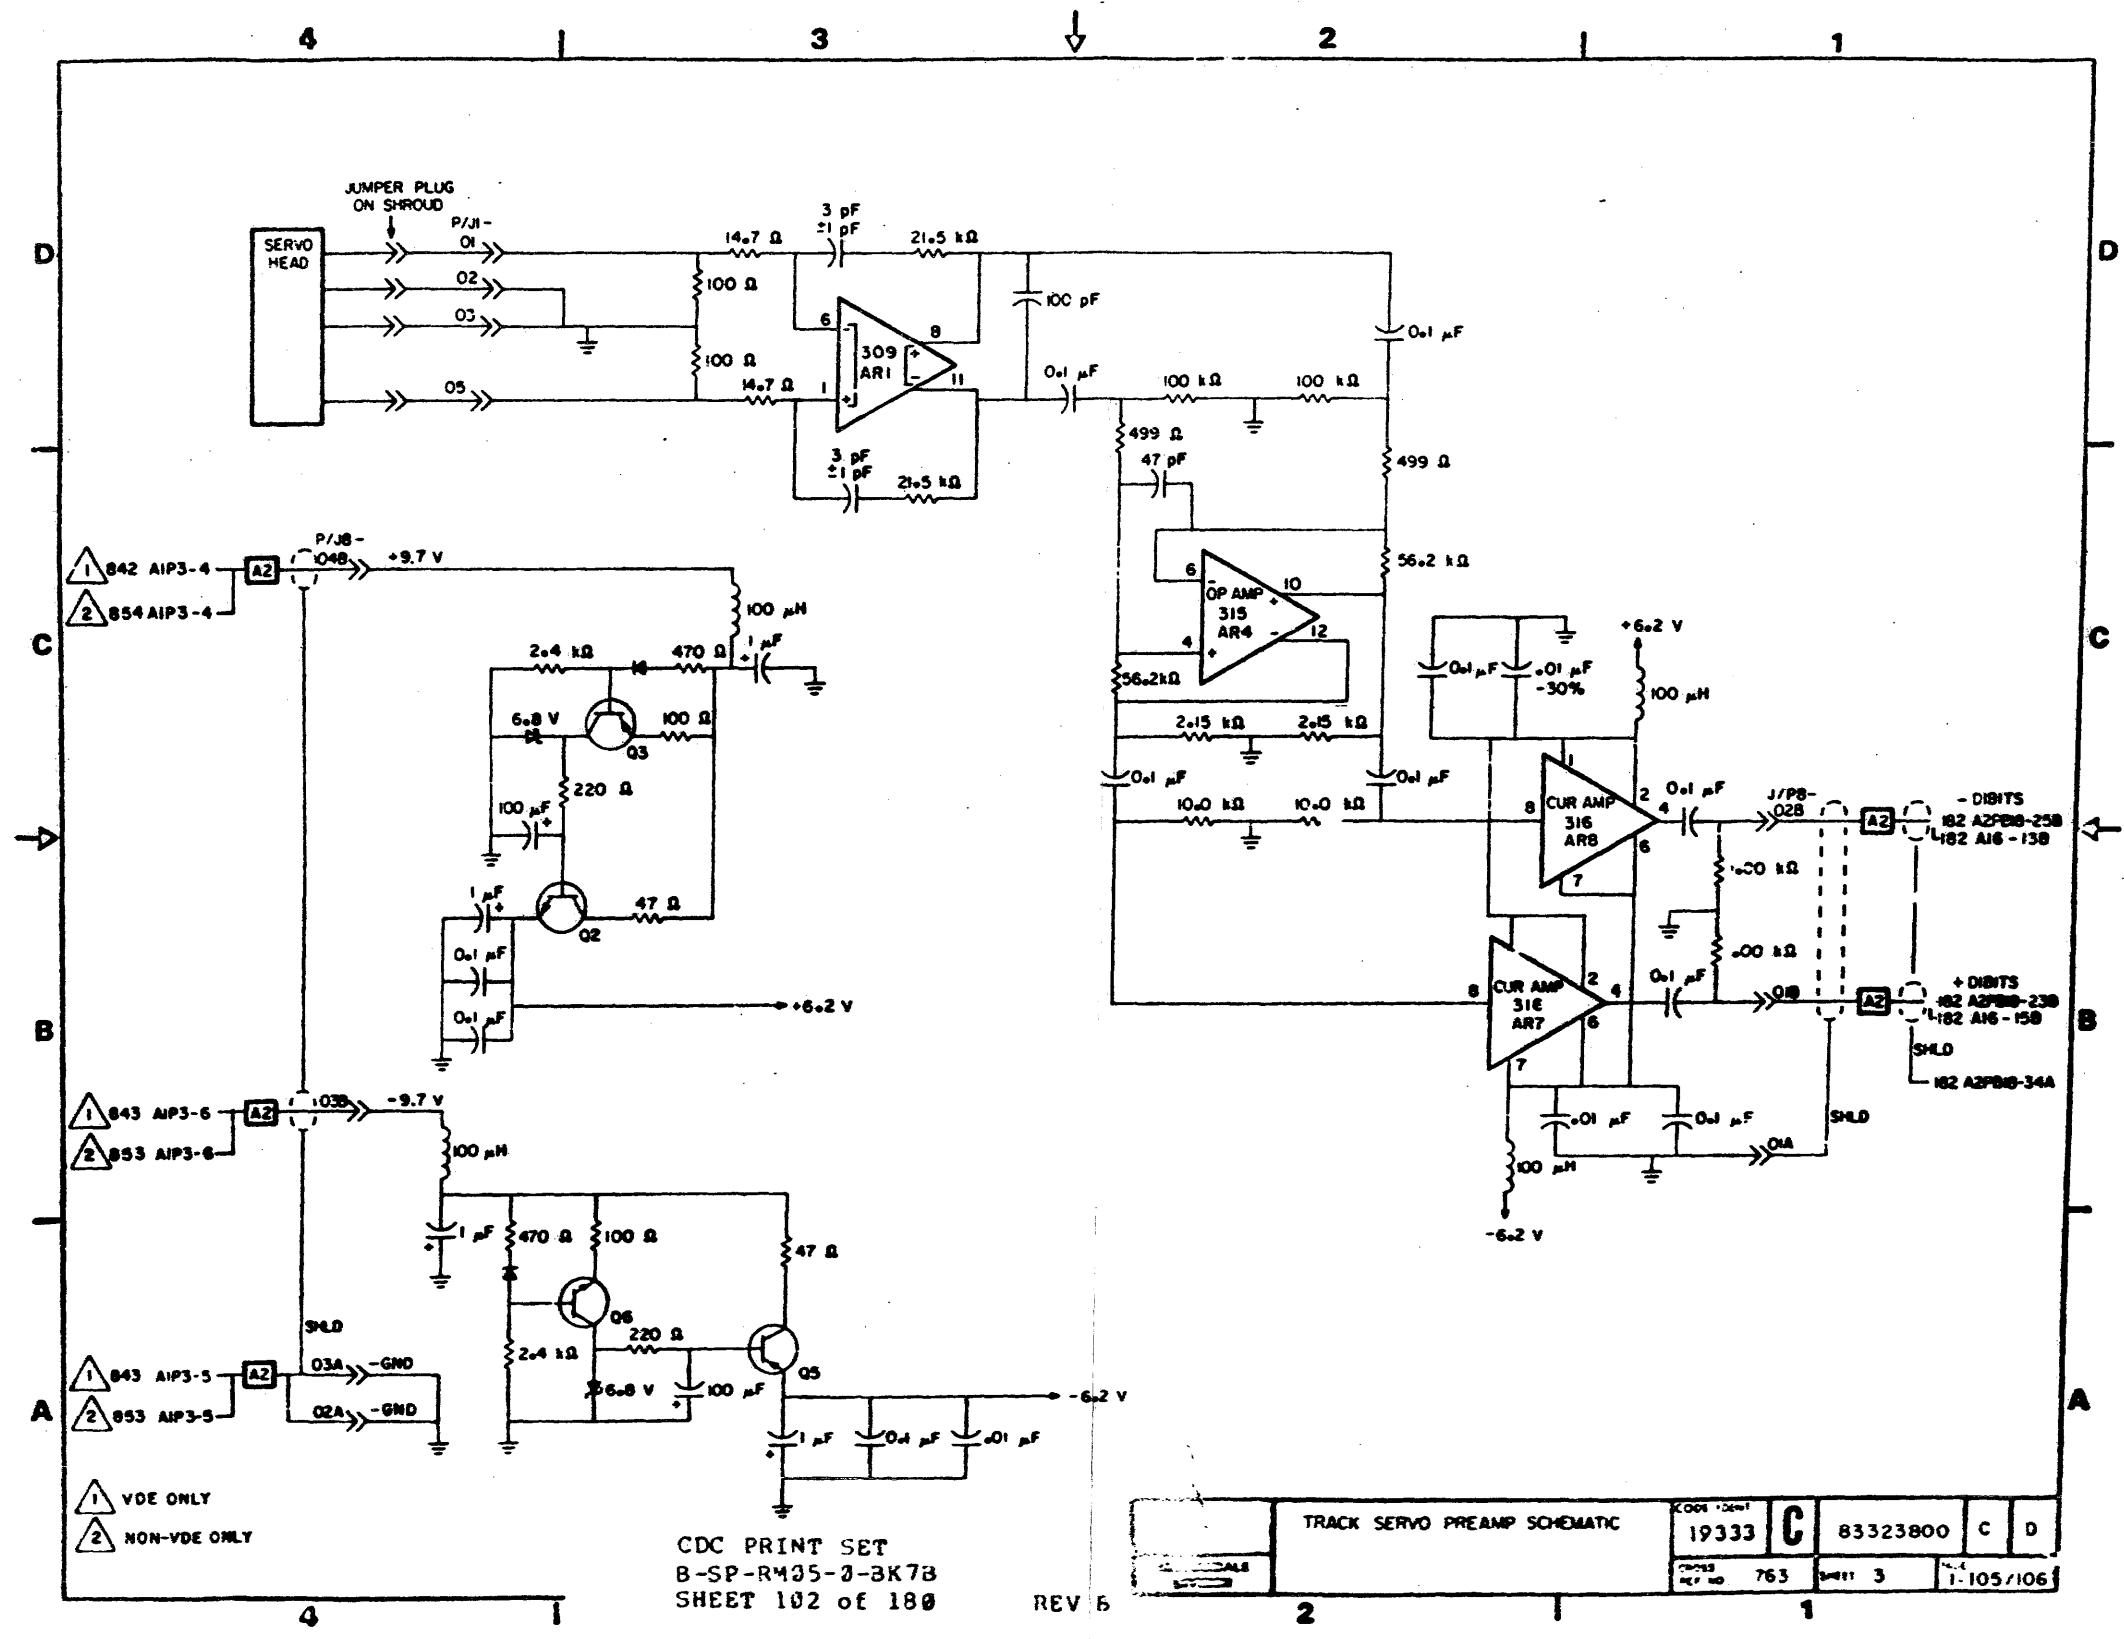 4 3 2 1
JUMPER PLUG
ON SHROUD
P/J1-
01
SERVO
HEAD
02
03
05
14.7 Ω
3 pF
±1 pF
21.5 kΩ
100 Ω
100 Ω
14.7 Ω
6
8
309
AR1
1
11
+
-
3 pF
±1 pF
21.5 kΩ
100 pF
0.1 µF
0.1 µF
100 kΩ
100 kΩ
499 Ω
47 pF
499 Ω
56.2 kΩ
6
10
OP AMP
315
AR4
4
12
56.2kΩ
2.15 kΩ
2.15 kΩ
0.1 µF
0.1 µF
10.0 kΩ
10.0 kΩ
D
D
C
C
B
B
A
A
1 842 A1P3-4
2 854 A1P3-4
A2
P/J8-
04B
+9.7 V
100 µH
1 µF
2.4 kΩ
470 Ω
6.8 V
100 Ω
Q3
220 Ω
100 µF
1 µF
47 Ω
Q2
0.1 µF
0.1 µF
+6.2 V
+6.2 V
0.1 µF
.01 µF
-30%
100 µH
1
2
8
CUR AMP
316
AR8
4
6
7
0.1 µF
J/P8-
02B
A2
- DIBITS
182 A2PB18-25B
182 A16-13B
8
CUR AMP
AR7
2
4
6
7
0.1 µF
01B
A2
+ DIBITS
182 A2PB18-23B
182 A16-15B
SHLD
182 A2PB18-34A
.01 µF
0.1 µF
01A
SHLD
100 µH
-6.2 V
1 843 A1P3-6
2 853 A1P3-6
A2
03B
-9.7 V
100 µH
1 µF
470 Ω
100 Ω
47 Ω
Q6
220 Ω
2.4 kΩ
6.8 V
100 µF
Q5
-6.2 V
1 µF
0.1 µF
.01 µF
SHLD
1 843 A1P3-5
2 853 A1P3-5
A2
03A
-GND
02A
-GND
1 VDE ONLY
2 NON-VDE ONLY
CDC PRINT SET
B-SP-RM05-0-BK7B
SHEET 102 of 180
REV B
TRACK SERVO PREAMP SCHEMATIC
CODE IDENT
19333
C
83323800
C
D
CROSS
REF NO
763
SHEET 3
1-105/106
4 2 1